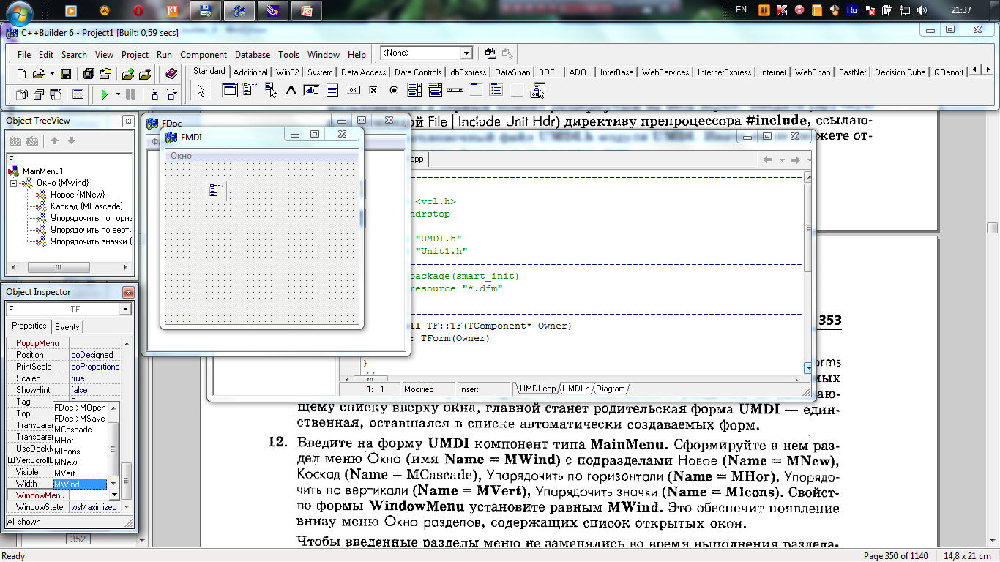 EN
Ru
21:37
C++Builder 6 - Project1 [Built: 0,59 secs]
File Edit Search View Project Run Component Database Tools Window Help
<None>
Standard Additional Win32 System Data Access Data Controls dbExpress DataSnap BDE ADO InterBase WebServices InternetExpress Internet WebSnap FastNet Decision Cube QReport
Object TreeView
F
MainMenu1
Окно {MWind}
Новое {MNew}
Каскад {MCascade}
Упорядочить по гориз
Упорядочить по верти
Упорядочить значки {
FDoc
FMDI
Окно
ой File | Include Unit Hdr) директиву препроцессора #include, ссылаю-
UMDI.h модуля UMDI.
жете от-
cpp
<vcl.h>
hdrstop
"UMDI.h"
"Unit1.h"
package(smart_init)
resource "*.dfm"
ll TF::TF(TComponent* Owner)
: TForm(Owner)
}
//
1: 1 Modified Insert UMDI.cpp UMDI.h Diagram
Object Inspector
F TF
Properties Events
PopupMenu
Position poDesigned
PrintScale poProportiona
Scaled true
ShowHint false
Tag
Top
Transparen
Transparen
UseDockM
VertScrollB
Visible
Width
WindowMenu
WindowState wsMaximized
FDoc->MOpen
FDoc->MSave
MCascade
MHor
MIcons
MNew
MVert
MWind
All shown
353
orms
мых
аю-
щему списку вверху окна, главной станет родительская форма UMDI — един-
ственная, оставшаяся в списке автоматически создаваемых форм.
12. Введите на форму UMDI компонент типа MainMenu. Сформируйте в нем раз-
дел меню Окно (имя Name = MWind) с подразделами Новое (Name = MNew),
Коскад (Name = MCascade), Упорядочить по горизонтали (Name = MHor), Упорядо-
чить по вертикали (Name = MVert), Упорядочить значки (Name = MIcons). Свойст-
во формы WindowMenu установите равным MWind. Это обеспечит появление
внизу меню Окно разделов, содержащих список открытых окон.
Чтобы введенные разделы меню не заменялись во время выполнения раздела-
352
Ready
Page 350 of 1140
14,8 x 21 cm